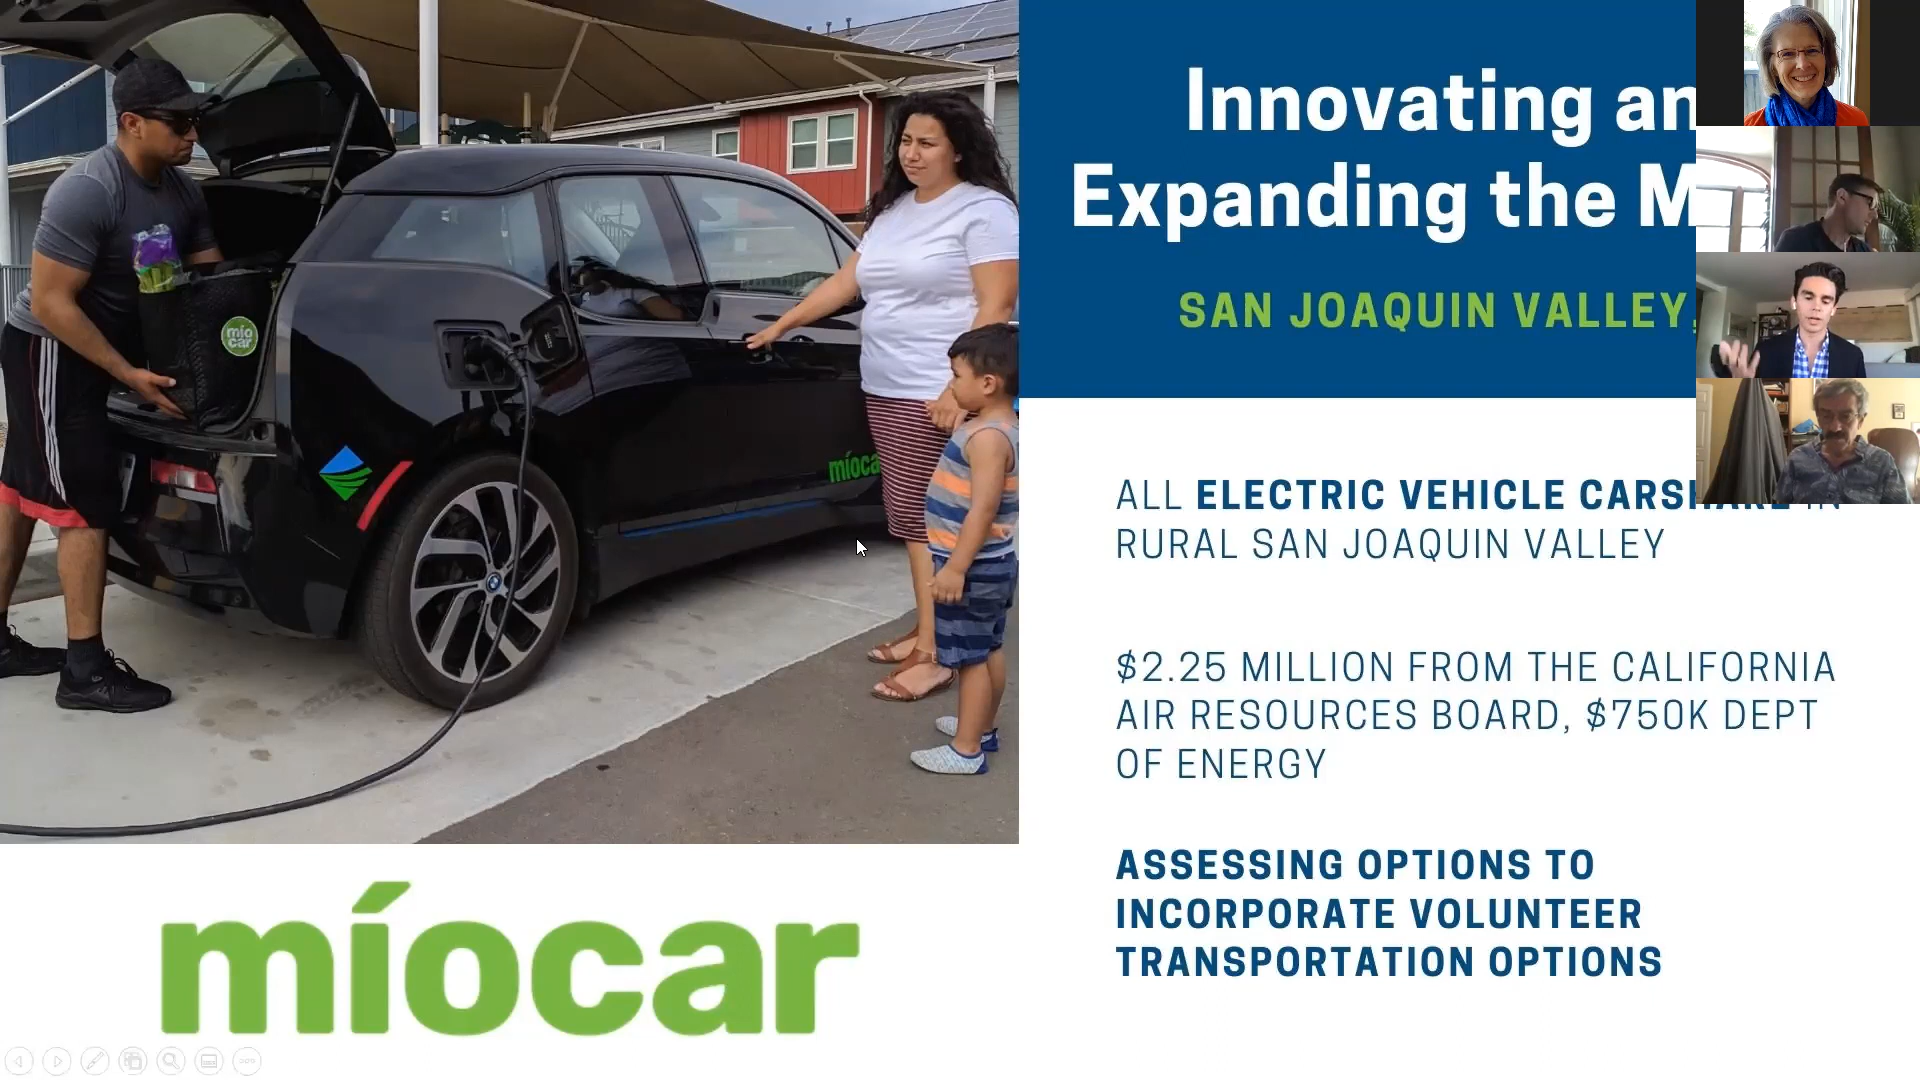 Innovating an
Expanding the M
SAN JOAQUIN VALLEY,
ALL ELECTRIC VEHICLE CARSHARE IN
RURAL SAN JOAQUIN VALLEY
$2.25 MILLION FROM THE CALIFORNIA
AIR RESOURCES BOARD, $750K DEPT
OF ENERGY
ASSESSING OPTIONS TO
INCORPORATE VOLUNTEER
TRANSPORTATION OPTIONS
mío
car
míoca
míocar